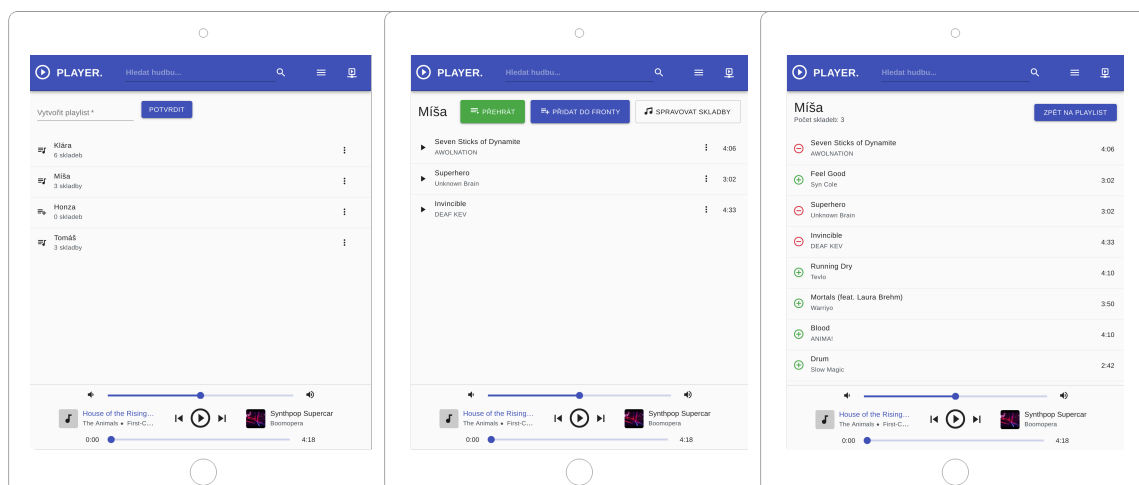 PLAYER.
Hledat hudbu...
Vytvořit playlist *
POTVRDIT
Klára
6 skladeb
Míša
3 skladby
Honza
0 skladeb
Tomáš
3 skladby
House of the Rising...
The Animals • First-C...
Synthpop Supercar
Boomopera
0:00
4:18
PLAYER.
Hledat hudbu...
Míša
PŘEHRÁT
PŘIDAT DO FRONTY
SPRAVOVAT SKLADBY
Seven Sticks of Dynamite
AWOLNATION
4:06
Superhero
Unknown Brain
3:02
Invincible
DEAF KEV
4:33
House of the Rising...
The Animals • First-C...
Synthpop Supercar
Boomopera
0:00
4:18
PLAYER.
Hledat hudbu...
Míša
Počet skladeb: 3
ZPĚT NA PLAYLIST
Seven Sticks of Dynamite
AWOLNATION
4:06
Feel Good
Syn Cole
3:02
Superhero
Unknown Brain
3:02
Invincible
DEAF KEV
4:33
Running Dry
Tevlo
4:10
Mortals (feat. Laura Brehm)
Warriyo
3:50
Blood
ANIMA!
4:10
Drum
Slow Magic
2:42
House of the Rising...
The Animals • First-C...
Synthpop Supercar
Boomopera
0:00
4:18